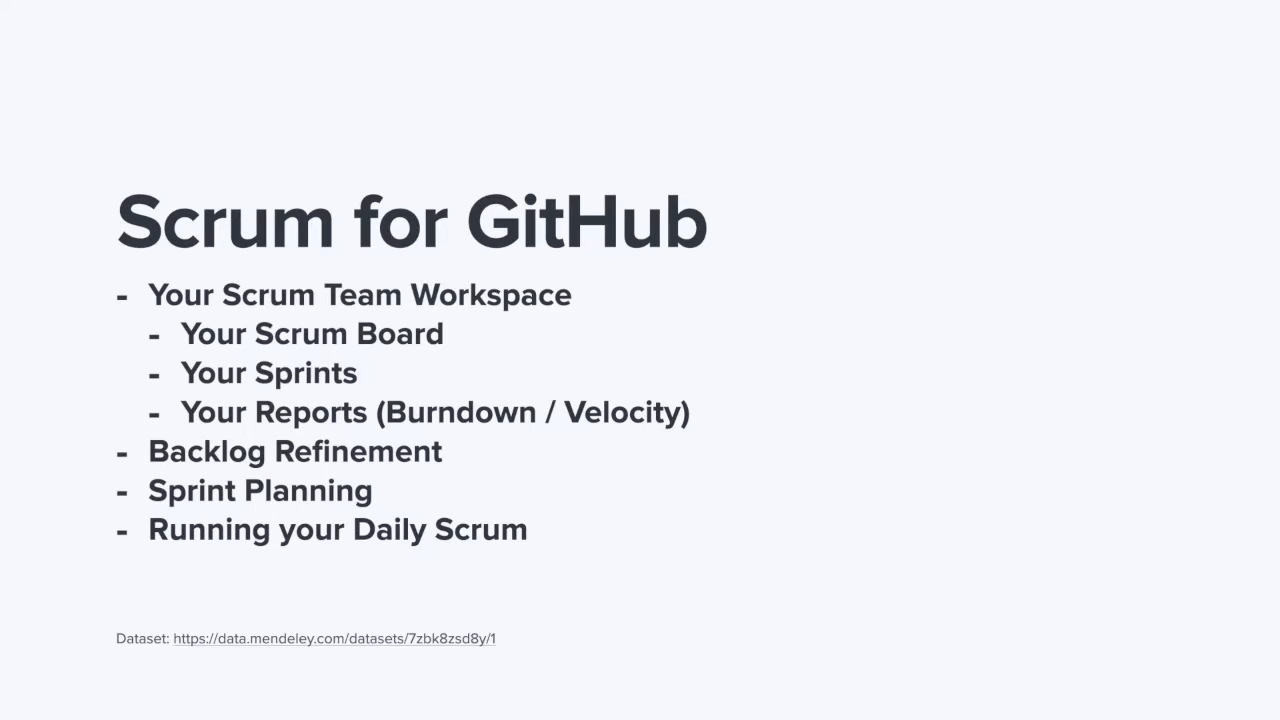 Scrum for GitHub
- Your Scrum Team Workspace
- Your Scrum Board
- Your Sprints
- Your Reports (Burndown / Velocity)
- Backlog Refinement
- Sprint Planning
- Running your Daily Scrum
Dataset: https://data.mendeley.com/datasets/7zbk8zsd8y/1